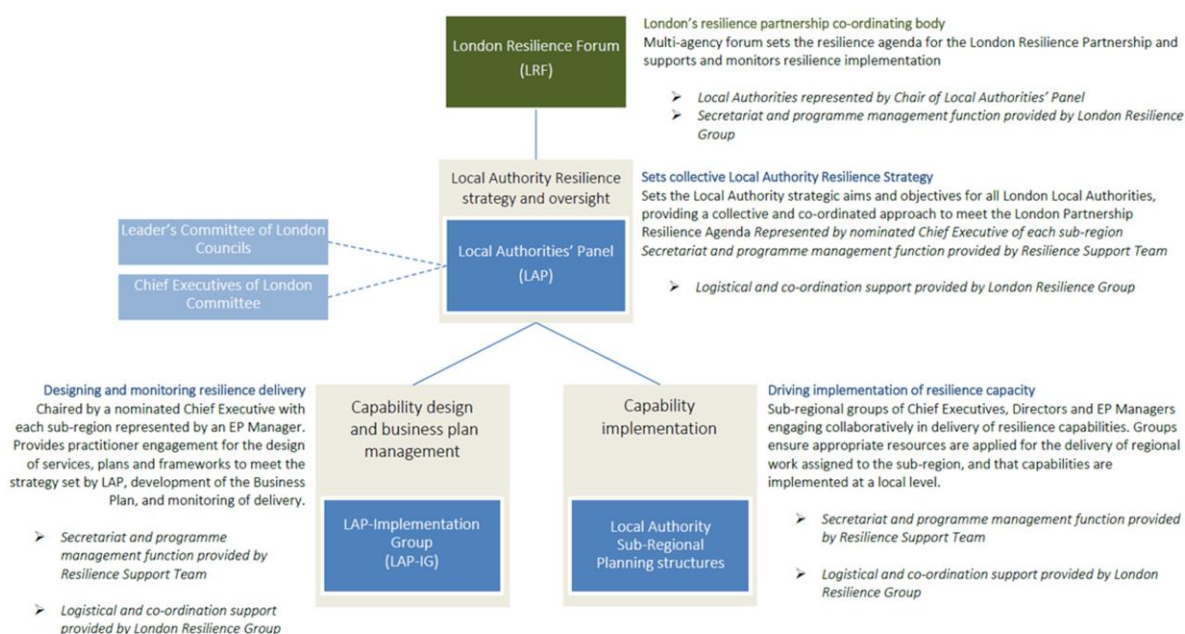 London Resilience Forum
(LRF)
London's resilience partnership co-ordinating body
Multi-agency forum sets the resilience agenda for the London Resilience Partnership and
supports and monitors resilience implementation
➤ Local Authorities represented by Chair of Local Authorities' Panel
➤ Secretariat and programme management function provided by London Resilience
Group
Local Authority Resilience
strategy and oversight
Local Authorities' Panel
(LAP)
Sets collective Local Authority Resilience Strategy
Sets the Local Authority strategic aims and objectives for all London Local Authorities,
providing a collective and co-ordinated approach to meet the London Partnership
Resilience Agenda Represented by nominated Chief Executive of each sub-region
Secretariat and programme management function provided by Resilience Support Team
➤ Logistical and co-ordination support provided by London Resilience Group
Leader's Committee of London
Councils
Chief Executives of London
Committee
Designing and monitoring resilience delivery
Chaired by a nominated Chief Executive with
each sub-region represented by an EP Manager.
Provides practitioner engagement for the design
of services, plans and frameworks to meet the
strategy set by LAP, development of the Business
Plan, and monitoring of delivery.
➤ Secretariat and programme
management function provided by
Resilience Support Team
➤ Logistical and co-ordination support
provided by London Resilience Group
Capability design
and business plan
management
LAP-Implementation
Group
(LAP-IG)
Capability
implementation
Local Authority
Sub-Regional
Planning structures
Driving implementation of resilience capacity
Sub-regional groups of Chief Executives, Directors and EP Managers
engaging collaboratively in delivery of resilience capabilities. Groups
ensure appropriate resources are applied for the delivery of regional
work assigned to the sub-region, and that capabilities are
implemented at a local level.
➤ Secretariat and programme management function provided
by Resilience Support Team
➤ Logistical and co-ordination support provided by London
Resilience Group